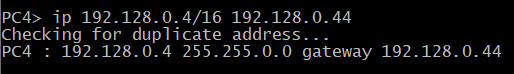 PC4> ip 192.128.0.4/16 192.128.0.44
Checking for duplicate address...
PC4 : 192.128.0.4 255.255.0.0 gateway 192.128.0.44